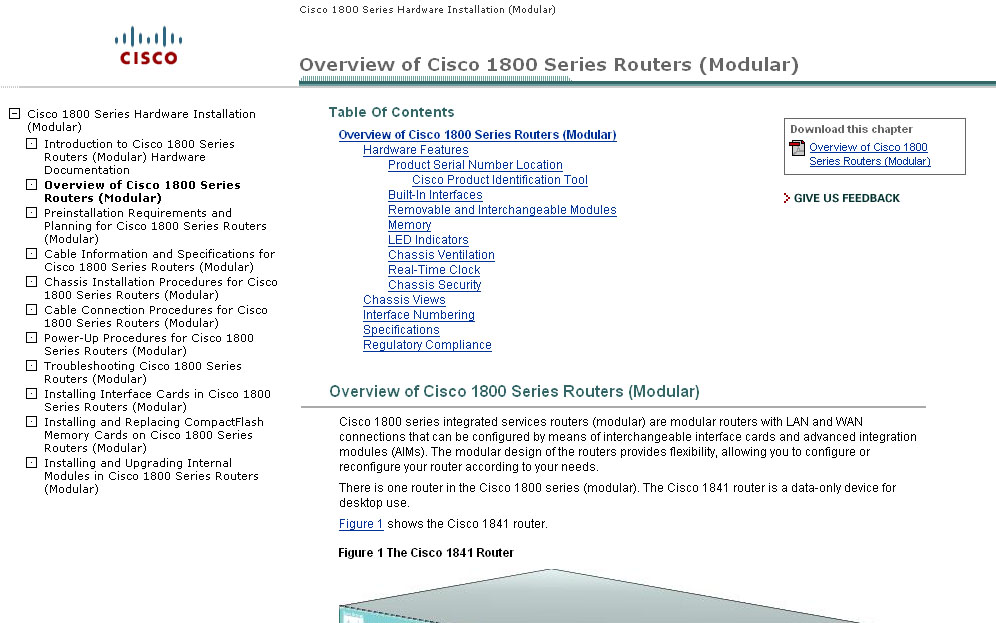 Cisco 1800 Series Hardware Installation (Modular)
CISCO
Overview of Cisco 1800 Series Routers (Modular)
Cisco 1800 Series Hardware Installation
(Modular)
Introduction to Cisco 1800 Series
Routers (Modular) Hardware
Documentation
Overview of Cisco 1800 Series
Routers (Modular)
Preinstallation Requirements and
Planning for Cisco 1800 Series Routers
(Modular)
Cable Information and Specifications for
Cisco 1800 Series Routers (Modular)
Chassis Installation Procedures for Cisco
1800 Series Routers (Modular)
Cable Connection Procedures for Cisco
1800 Series Routers (Modular)
Power-Up Procedures for Cisco 1800
Series Routers (Modular)
Troubleshooting Cisco 1800 Series
Routers (Modular)
Installing Interface Cards in Cisco 1800
Series Routers (Modular)
Installing and Replacing CompactFlash
Memory Cards on Cisco 1800 Series
Routers (Modular)
Installing and Upgrading Internal
Modules in Cisco 1800 Series Routers
(Modular)
Table Of Contents
Overview of Cisco 1800 Series Routers (Modular)
Hardware Features
Product Serial Number Location
Cisco Product Identification Tool
Built-In Interfaces
Removable and Interchangeable Modules
Memory
LED Indicators
Chassis Ventilation
Real-Time Clock
Chassis Security
Chassis Views
Interface Numbering
Specifications
Regulatory Compliance
Download this chapter
Overview of Cisco 1800
Series Routers (Modular)
GIVE US FEEDBACK
Overview of Cisco 1800 Series Routers (Modular)
Cisco 1800 series integrated services routers (modular) are modular routers with LAN and WAN
connections that can be configured by means of interchangeable interface cards and advanced integration
modules (AIMs). The modular design of the routers provides flexibility, allowing you to configure or
reconfigure your router according to your needs.
There is one router in the Cisco 1800 series (modular). The Cisco 1841 router is a data-only device for
desktop use.
Figure 1 shows the Cisco 1841 router.
Figure 1 The Cisco 1841 Router